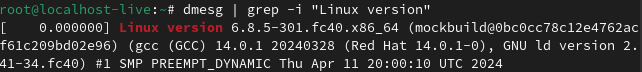 root@localhost-live:~# dmesg | grep -i "Linux version"
[    0.000000] Linux version 6.8.5-301.fc40.x86_64 (mockbuild@0bc0cc78c12e4762ac
f61c209bd02e96) (gcc (GCC) 14.0.1 20240328 (Red Hat 14.0.1-0), GNU ld version 2.
41-34.fc40) #1 SMP PREEMPT_DYNAMIC Thu Apr 11 20:00:10 UTC 2024